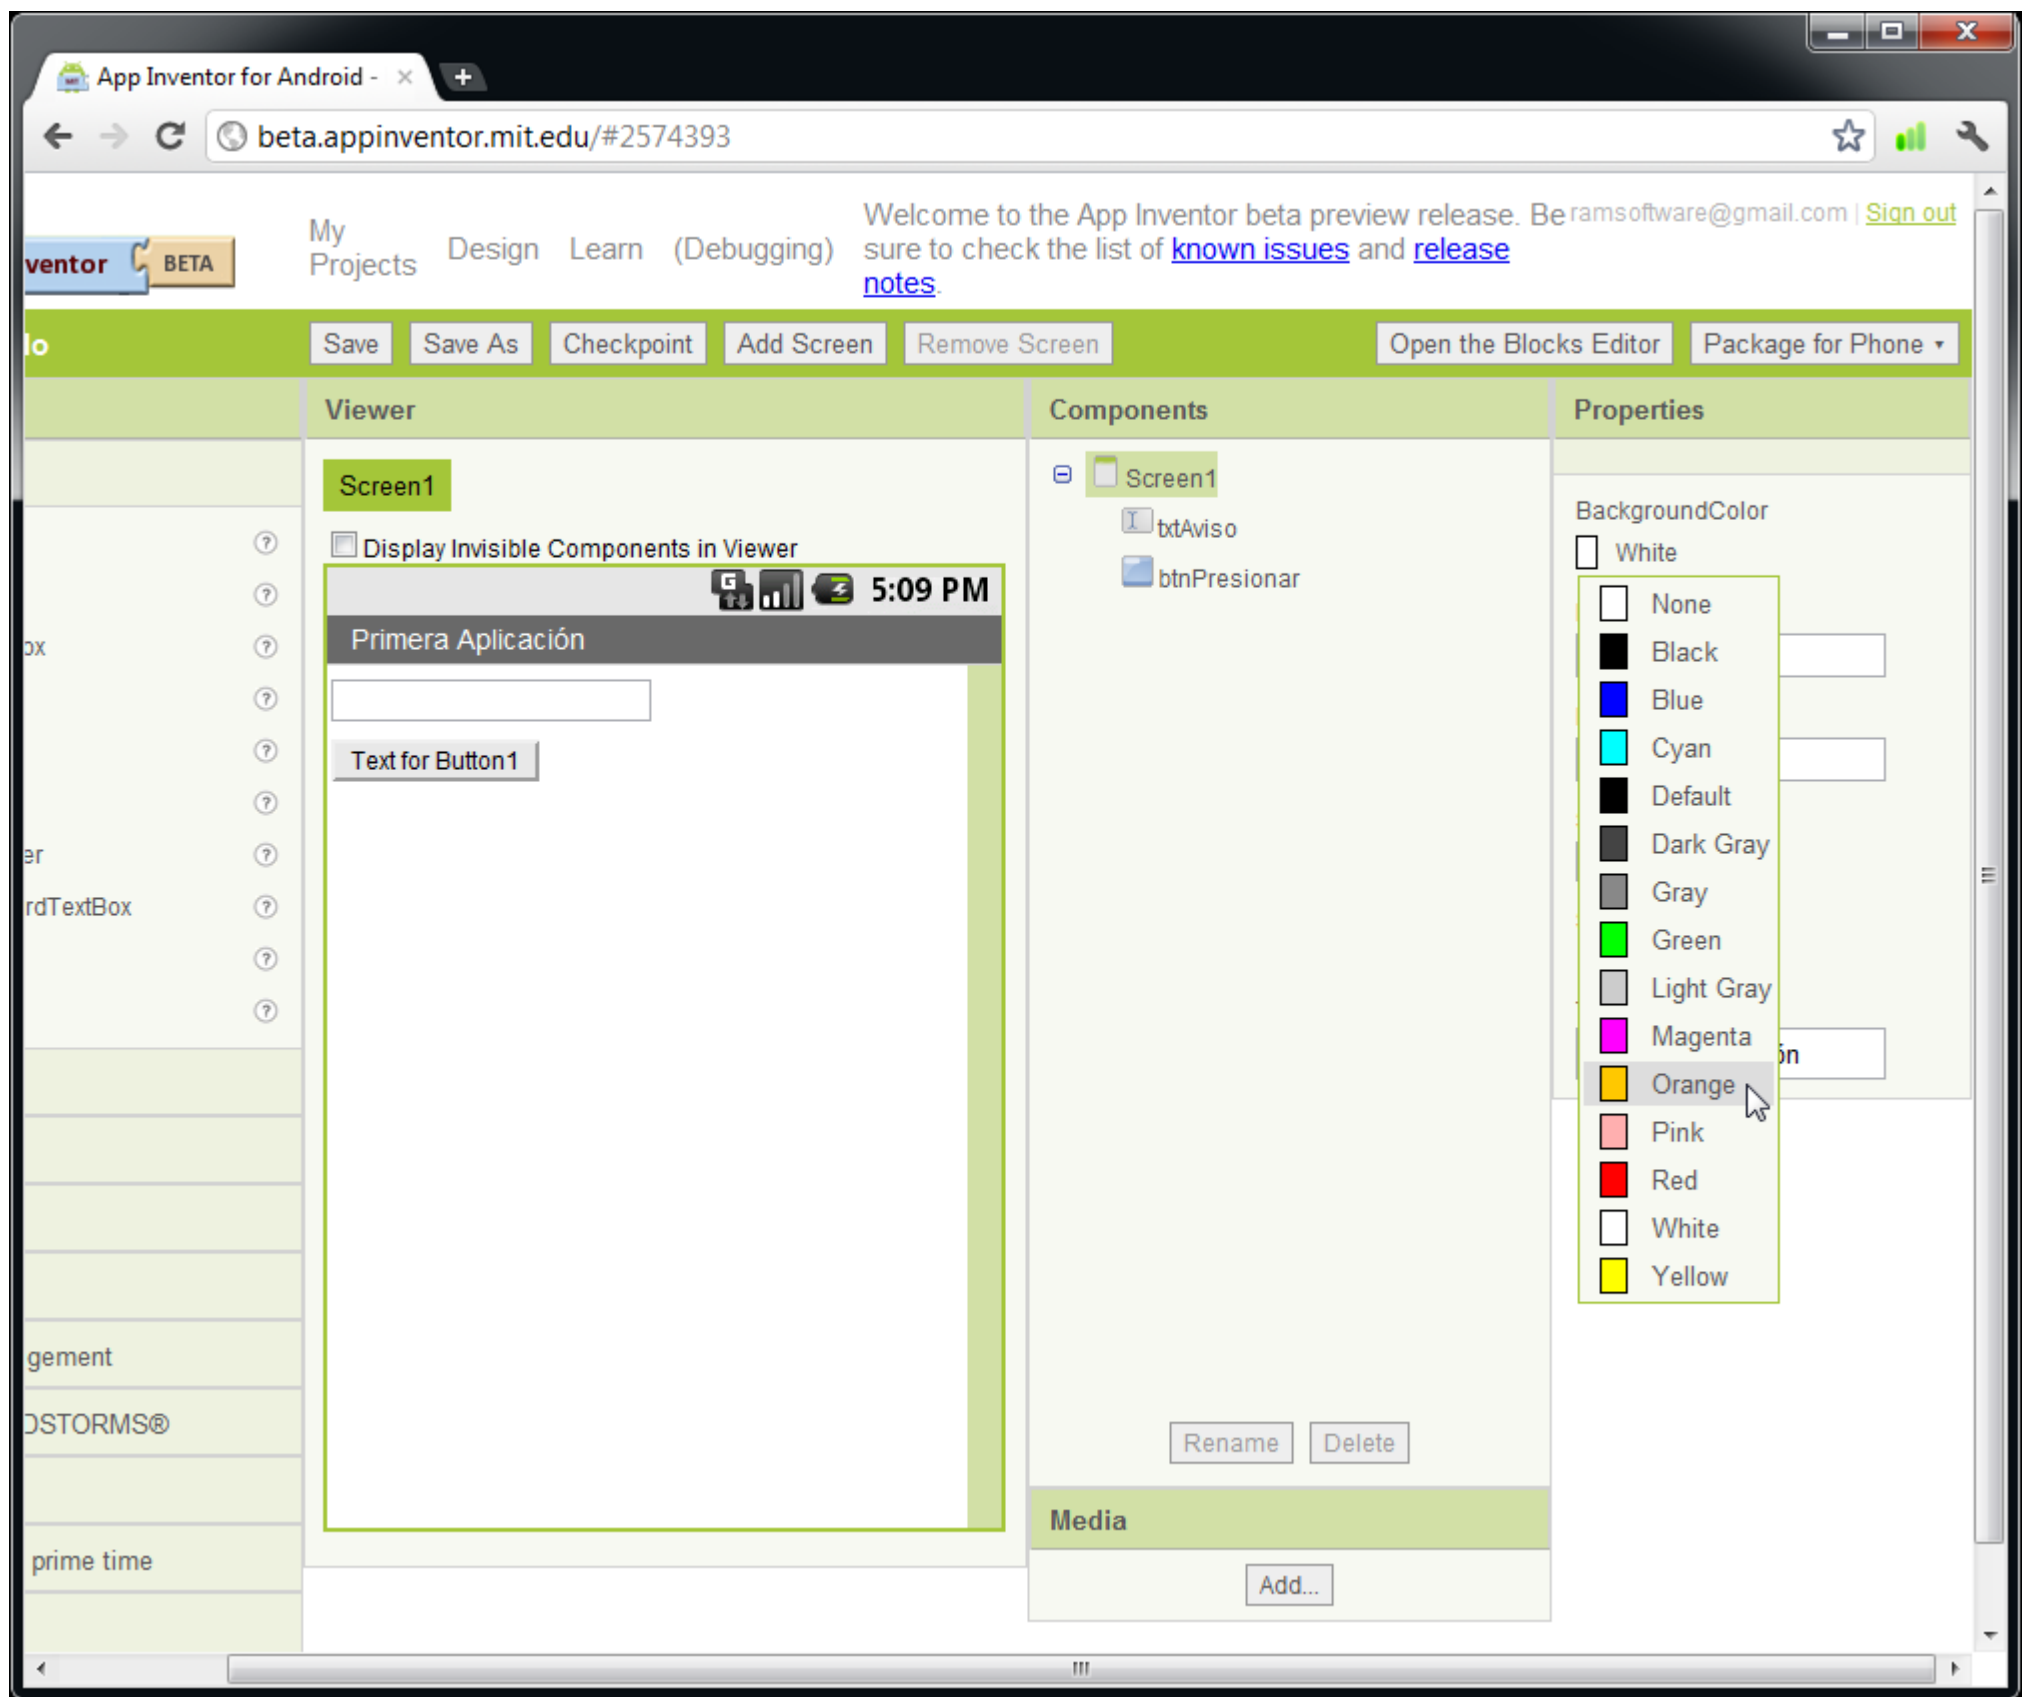 App Inventor for Android -
beta.appinventor.mit.edu/#2574393
ventor BETA
My Projects
Design
Learn
(Debugging)
Welcome to the App Inventor beta preview release. Be
sure to check the list of known issues and release
notes.
ramsoftware@gmail.com | Sign out
lo
Save
Save As
Checkpoint
Add Screen
Remove Screen
Open the Blocks Editor
Package for Phone
Viewer
Components
Properties
ox
er
rdTextBox
gement
DSTORMS®
prime time
Screen1
Display Invisible Components in Viewer
5:09 PM
Primera Aplicación
Text for Button1
Screen1
txtAviso
btnPresionar
Rename
Delete
Media
Add...
BackgroundColor
White
None
Black
Blue
Cyan
Default
Dark Gray
Gray
Green
Light Gray
Magenta
ón
Orange
Pink
Red
White
Yellow